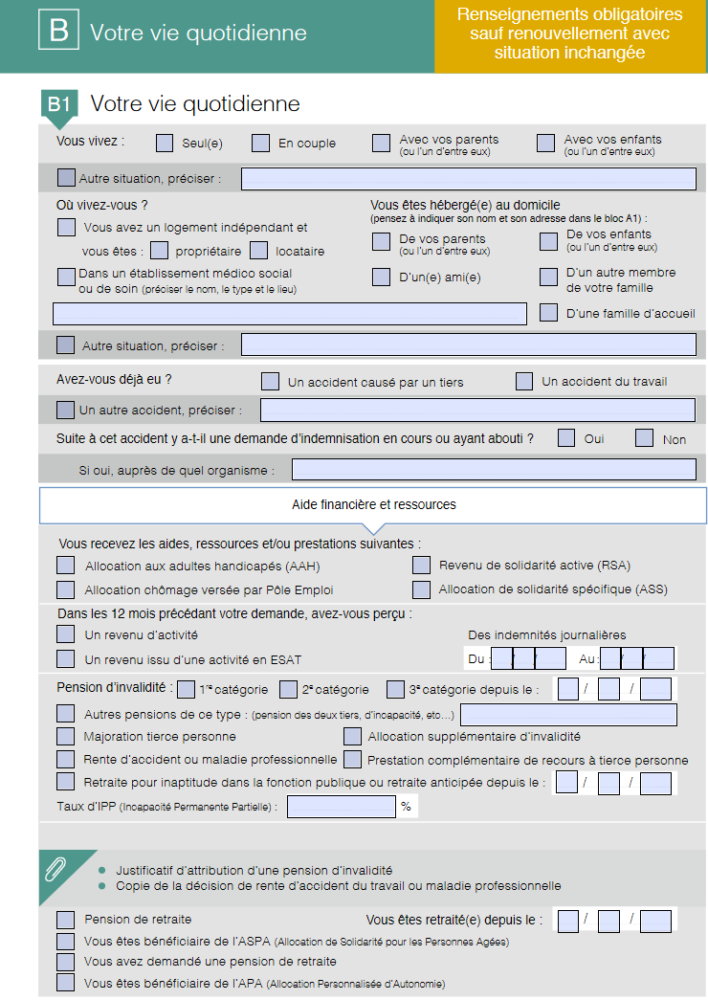 B Votre vie quotidienne
Renseignements obligatoires
sauf renouvellement avec
situation inchangée
B1 Votre vie quotidienne
Vous vivez : Seul(e) En couple Avec vos parents (ou l'un d'entre eux) Avec vos enfants (ou l'un d'entre eux)
Autre situation, préciser :
Où vivez-vous ?
Vous avez un logement indépendant et
vous êtes : propriétaire locataire
Dans un établissement médico social
ou de soin (préciser le nom, le type et le lieu)
Vous êtes hébergé(e) au domicile
(pensez à indiquer son nom et son adresse dans le bloc A1) :
De vos parents
(ou l'un d'entre eux)
De vos enfants
(ou l'un d'entre eux)
D'un(e) ami(e)
D'un autre membre
de votre famille
D'une famille d'accueil
Autre situation, préciser :
Avez-vous déjà eu ? Un accident causé par un tiers Un accident du travail
Un autre accident, préciser :
Suite à cet accident y a-t-il une demande d'indemnisation en cours ou ayant abouti ? Oui Non
Si oui, auprès de quel organisme :
Aide financière et ressources
Vous recevez les aides, ressources et/ou prestations suivantes :
Allocation aux adultes handicapés (AAH) Revenu de solidarité active (RSA)
Allocation chômage versée par Pôle Emploi Allocation de solidarité spécifique (ASS)
Dans les 12 mois précédant votre demande, avez-vous perçu :
Un revenu d'activité Des indemnités journalières
Un revenu issu d'une activité en ESAT Du : / / Au : / /
Pension d'invalidité : 1re catégorie 2e catégorie 3e catégorie depuis le : / /
Autres pensions de ce type : (pension des deux tiers, d'incapacité, etc...)
Majoration tierce personne Allocation supplémentaire d'invalidité
Rente d'accident ou maladie professionnelle Prestation complémentaire de recours à tierce personne
Retraite pour inaptitude dans la fonction publique ou retraite anticipée depuis le : / /
Taux d'IPP (Incapacité Permanente Partielle) : %
Justificatif d'attribution d'une pension d'invalidité
Copie de la décision de rente d'accident du travail ou maladie professionnelle
Pension de retraite Vous êtes retraité(e) depuis le : / /
Vous êtes bénéficiaire de l'ASPA (Allocation de Solidarité pour les Personnes Agées)
Vous avez demandé une pension de retraite
Vous êtes bénéficiaire de l'APA (Allocation Personnalisée d'Autonomie)